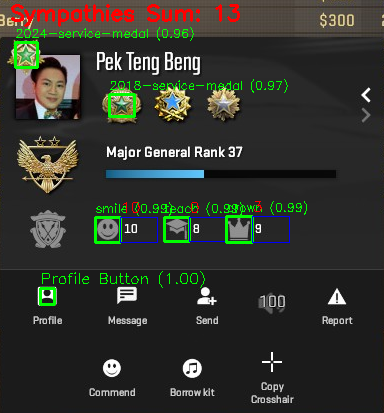 Berry $300
Sympathies Sum: 13
2024-service-medal (0.96)
Pek Teng Beng
2018-service-medal (0.97)
Major General Rank 37
smile (0.99) teach (0.99) (0.99)
10 8 9
Profile Button (1.00)
100
Profile Message Send Report
Commend Borrow kit Copy
Crosshair